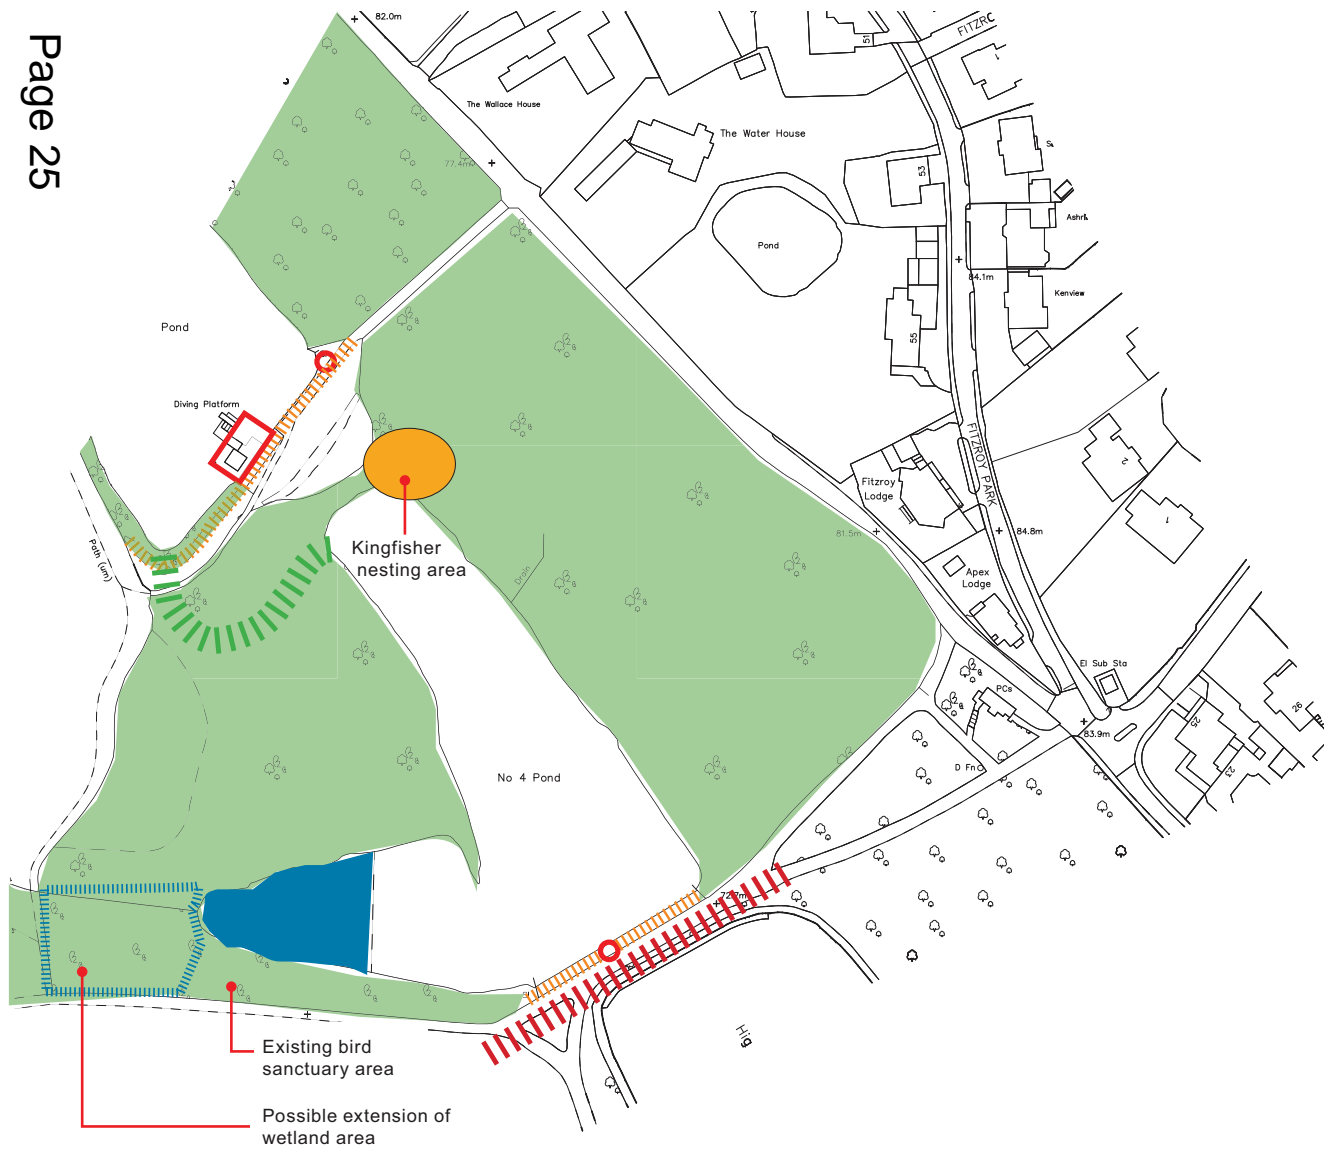 Page 25
82.0m
51
FITZRC
1
The Wallace House
The Water House
77.4m
53
Pond
Ashrk
84.1m
Kenview
55
Pond
Diving Platform
FITZROY PARK
Fitzroy
Lodge
2
1
81.5m
84.8m
Path (um)
Kingfisher
nesting area
Drain
Apex
Lodge
El Sub Sta
PCs
26
25
83.9m
23
D Fn
No 4 Pond
72.7m
Hig
Existing bird
sanctuary area
Possible extension of
wetland area